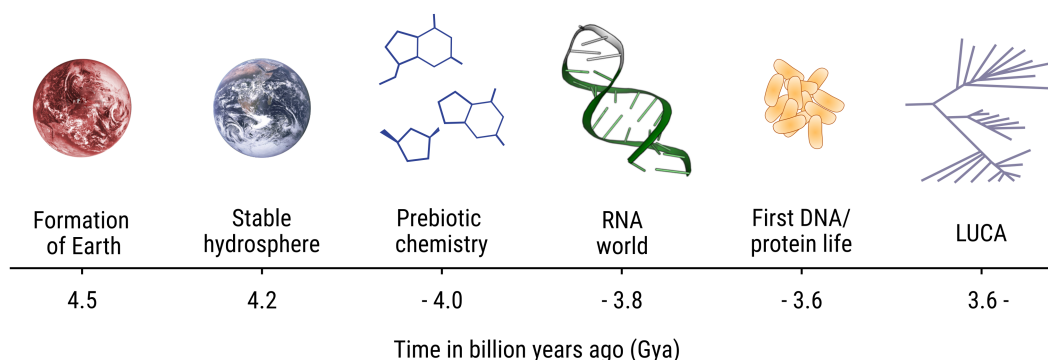 Formation
of Earth
Stable
hydrosphere
Prebiotic
chemistry
RNA
world
First DNA/
protein life
LUCA
4.5
4.2
- 4.0
- 3.8
- 3.6
3.6 -
Time in billion years ago (Gya)